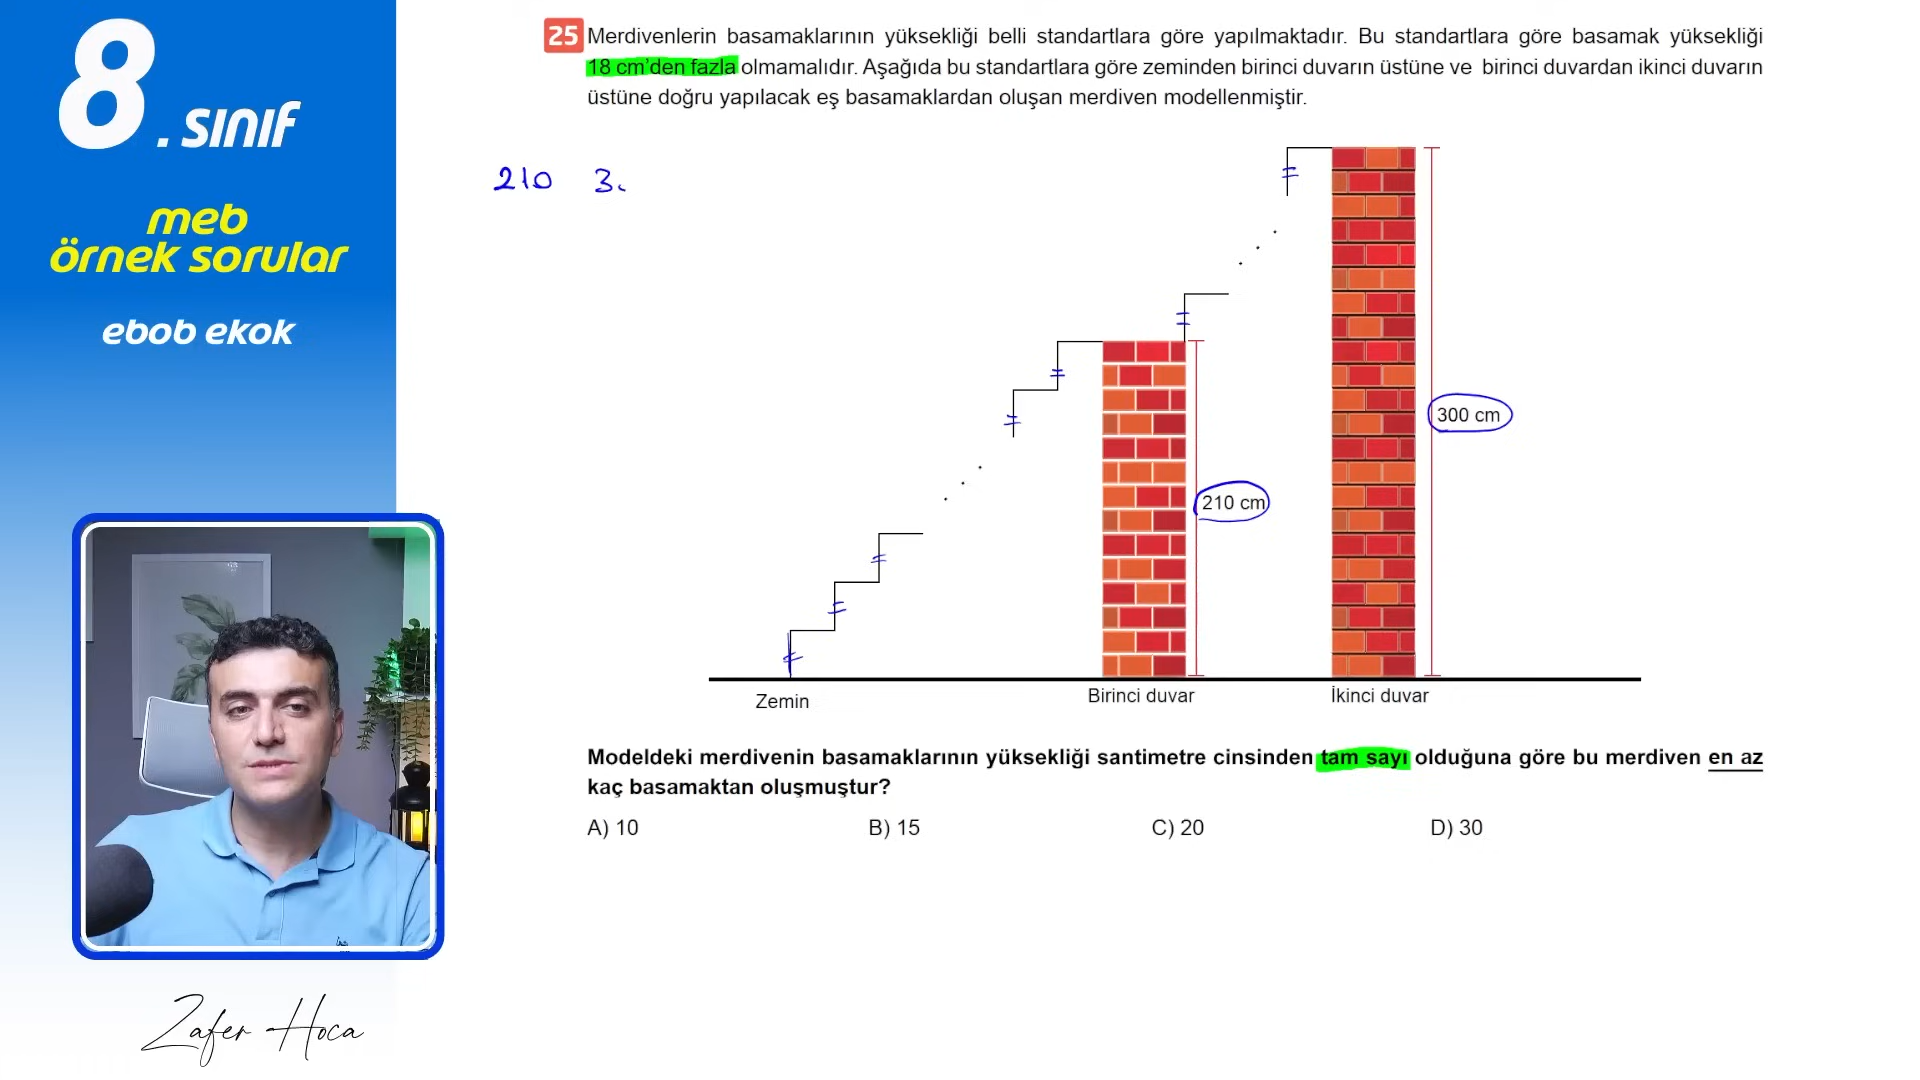 8. sınıf
meb
örnek sorular
ebob ekok
Zafer Hoca
25 Merdivenlerin basamaklarının yüksekliği belli standartlara göre yapılmaktadır. Bu standartlara göre basamak yüksekliği
18 cm'den fazla olmamalıdır. Aşağıda bu standartlara göre zeminden birinci duvarın üstüne ve birinci duvardan ikinci duvarın
üstüne doğru yapılacak eş basamaklardan oluşan merdiven modellenmiştir.
210 3.
300 cm
210 cm
Zemin
Birinci duvar
İkinci duvar
Modeldeki merdivenin basamaklarının yüksekliği santimetre cinsinden tam sayı olduğuna göre bu merdiven en az
kaç basamaktan oluşmuştur?
A) 10
B) 15
C) 20
D) 30